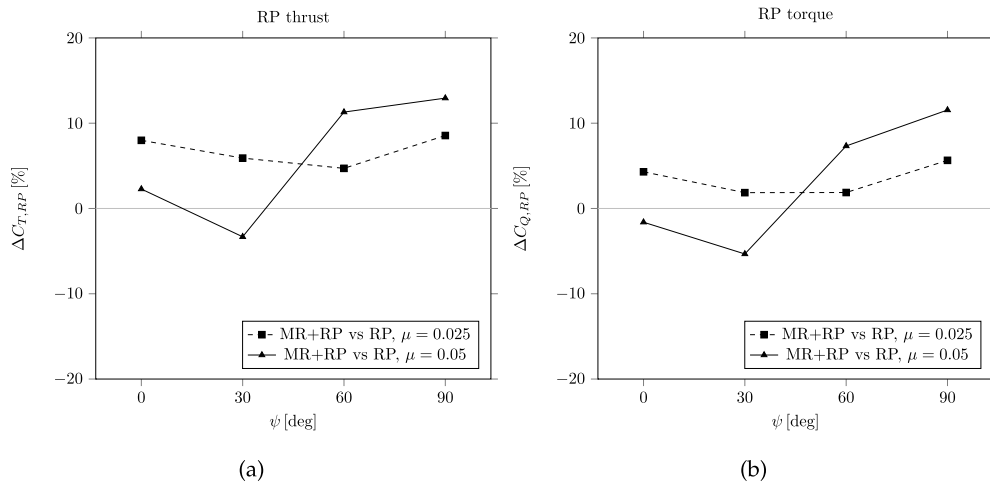 RP thrust
20
10
0
−10
−20
ΔC_{T,RP} [%]
MR+RP vs RP, μ = 0.025
MR+RP vs RP, μ = 0.05
0 30 60 90
ψ [deg]
(a)
RP torque
20
10
0
−10
−20
ΔC_{Q,RP} [%]
MR+RP vs RP, μ = 0.025
MR+RP vs RP, μ = 0.05
0 30 60 90
ψ [deg]
(b)